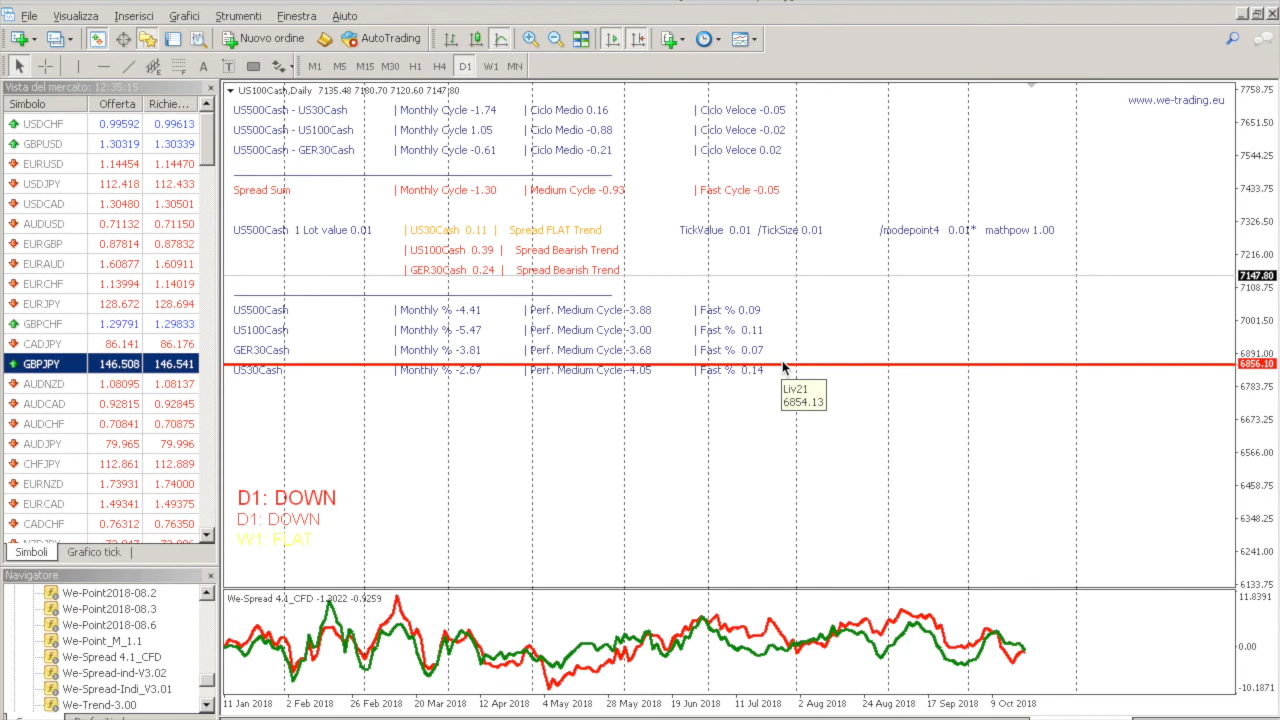 File Visualizza Inserisci Grafici Strumenti Finestra Aiuto
Nuovo ordine AutoTrading
A T M1 M5 M15 M30 H1 H4 D1 W1 MN
Vista del mercato: 12:35:15
Simbolo Offerta Richie...
USDCHF 0.99592 0.99613
GBPUSD 1.30319 1.30339
EURUSD 1.14454 1.14470
USDJPY 112.418 112.433
USDCAD 1.30480 1.30501
AUDUSD 0.71132 0.71150
EURGBP 0.87814 0.87832
EURAUD 1.60877 1.60911
EURCHF 1.13994 1.14019
EURJPY 128.672 128.694
GBPCHF 1.29791 1.29833
CADJPY 86.141 86.176
GBPJPY 146.508 146.541
AUDNZD 1.08095 1.08137
AUDCAD 0.92815 0.92845
AUDCHF 0.70841 0.70875
AUDJPY 79.965 79.996
CHFJPY 112.861 112.889
EURNZD 1.73931 1.74000
EURCAD 1.49341 1.49375
CADCHF 0.76312 0.76350
Simboli Grafico tick |
Navigatore
We-Point2018-08.2
We-Point2018-08.3
We-Point2018-08.6
We-Point_M_1.1
We-Spread 4.1_CFD
We-Spread-ind-V3.02
We-Spread-Indi_V3.01
We-Trend-3.00
US100Cash,Daily 7135.48 7180.70 7120.60 7147.80
www.we-trading.eu
US500Cash - US30Cash | Monthly Cycle -1.74 | Ciclo Medio 0.16 | Ciclo Veloce -0.05
US500Cash - US100Cash | Monthly Cycle 1.05 | Ciclo Medio -0.88 | Ciclo Veloce -0.02
US500Cash - GER30Cash | Monthly Cycle -0.61 | Ciclo Medio -0.21 | Ciclo Veloce 0.02
Spread Sum | Monthly Cycle -1.30 | Medium Cycle -0.93 | Fast Cycle -0.05
US500Cash 1 Lot value 0.01 | US30Cash 0.11 | Spread FLAT Trend TickValue 0.01 /TickSize 0.01 /modepoint4 0.01* mathpow 1.00
| US100Cash 0.39 | Spread Bearish Trend
| GER30Cash 0.24 | Spread Bearish Trend
US500Cash | Monthly % -4.41 | Perf. Medium Cycle -3.88 | Fast % 0.09
US100Cash | Monthly % -5.47 | Perf. Medium Cycle -3.00 | Fast % 0.11
GER30Cash | Monthly % -3.81 | Perf. Medium Cycle -3.68 | Fast % 0.07
US30Cash | Monthly % -2.67 | Perf. Medium Cycle -4.05 | Fast % 0.14
Liv21
6854.13
D1: DOWN
D1: DOWN
W1: FLAT
7758.75
7651.50
7544.25
7433.75
7326.50
7216.00
7147.80
7108.75
7001.50
6891.00
6856.10
6783.75
6673.25
6566.00
6458.75
6348.25
6241.00
6133.75
We-Spread 4.1_CFD -1.3022 -0.9259
11.8391
0.00
-10.1871
11 Jan 2018 2 Feb 2018 26 Feb 2018 20 Mar 2018 12 Apr 2018 4 May 2018 28 May 2018 19 Jun 2018 11 Jul 2018 2 Aug 2018 24 Aug 2018 17 Sep 2018 9 Oct 2018